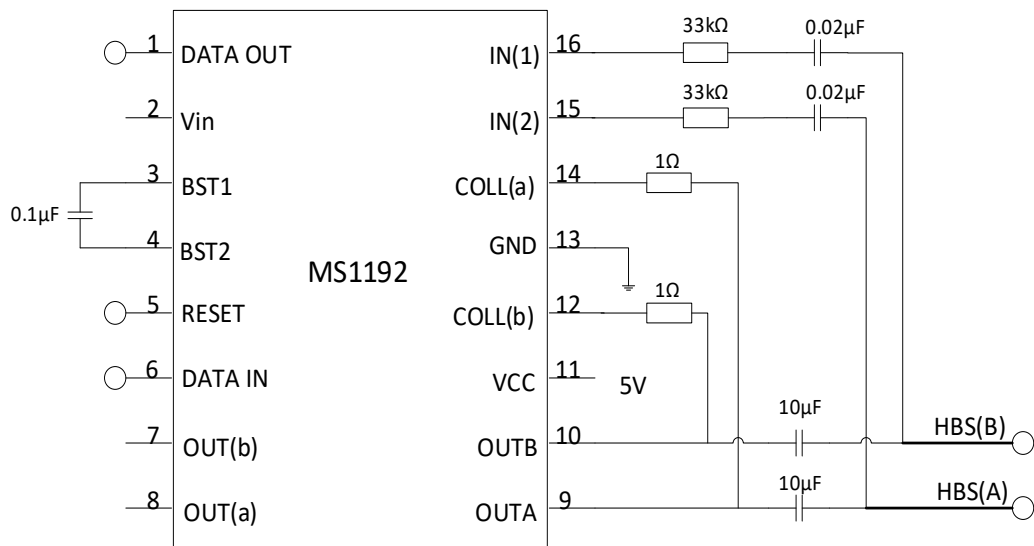 1 DATA OUT
2 Vin
3 BST1
0.1μF
4 BST2
5 RESET
6 DATA IN
7 OUT(b)
8 OUT(a)
MS1192
IN(1) 16 33kΩ 0.02μF
IN(2) 15 33kΩ 0.02μF
COLL(a) 14 1Ω
GND 13
COLL(b) 12 1Ω
VCC 11 5V
OUTB 10 10μF HBS(B)
OUTA 9 10μF HBS(A)